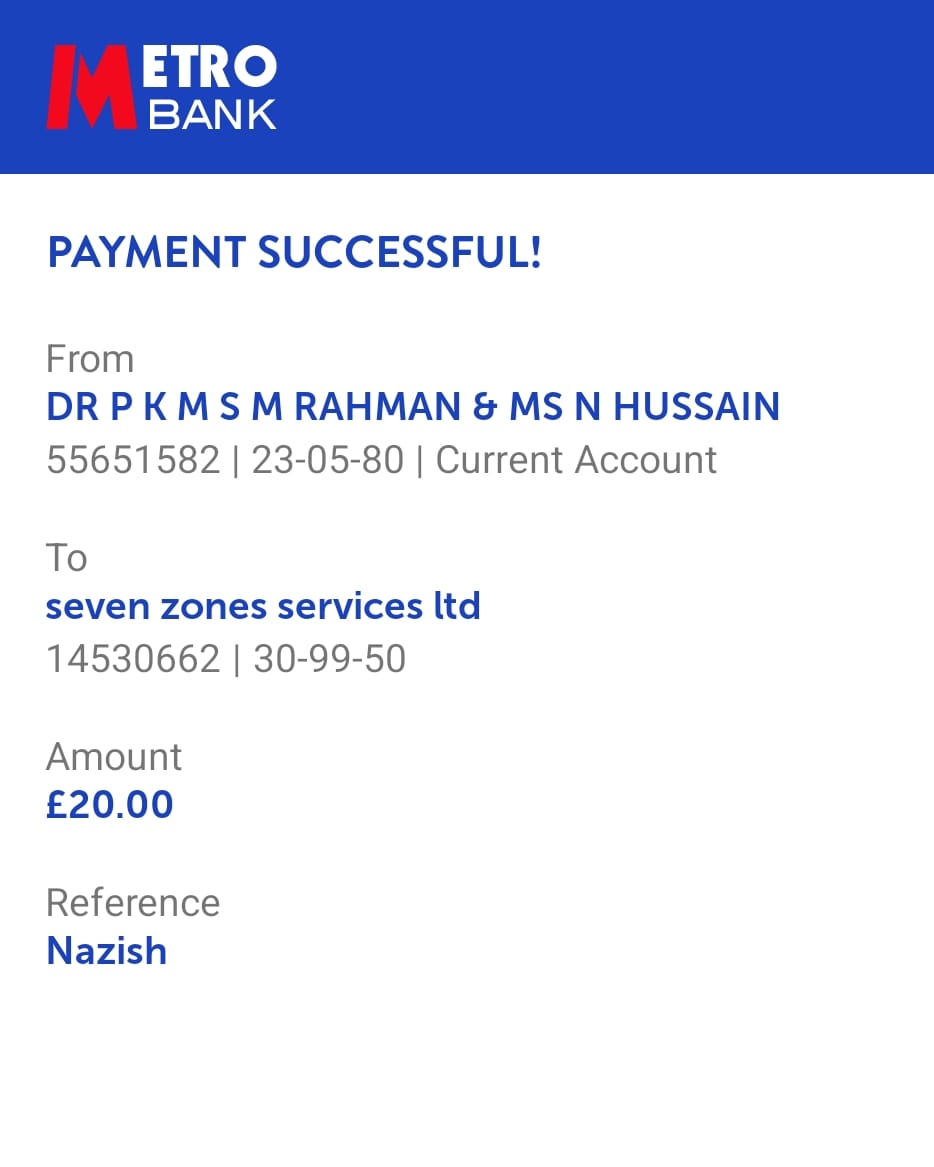 METRO
BANK
PAYMENT SUCCESSFUL!
From
DR P K M S M RAHMAN & MS N HUSSAIN
55651582 | 23-05-80 | Current Account
To
seven zones services ltd
14530662 | 30-99-50
Amount
£20.00
Reference
Nazish